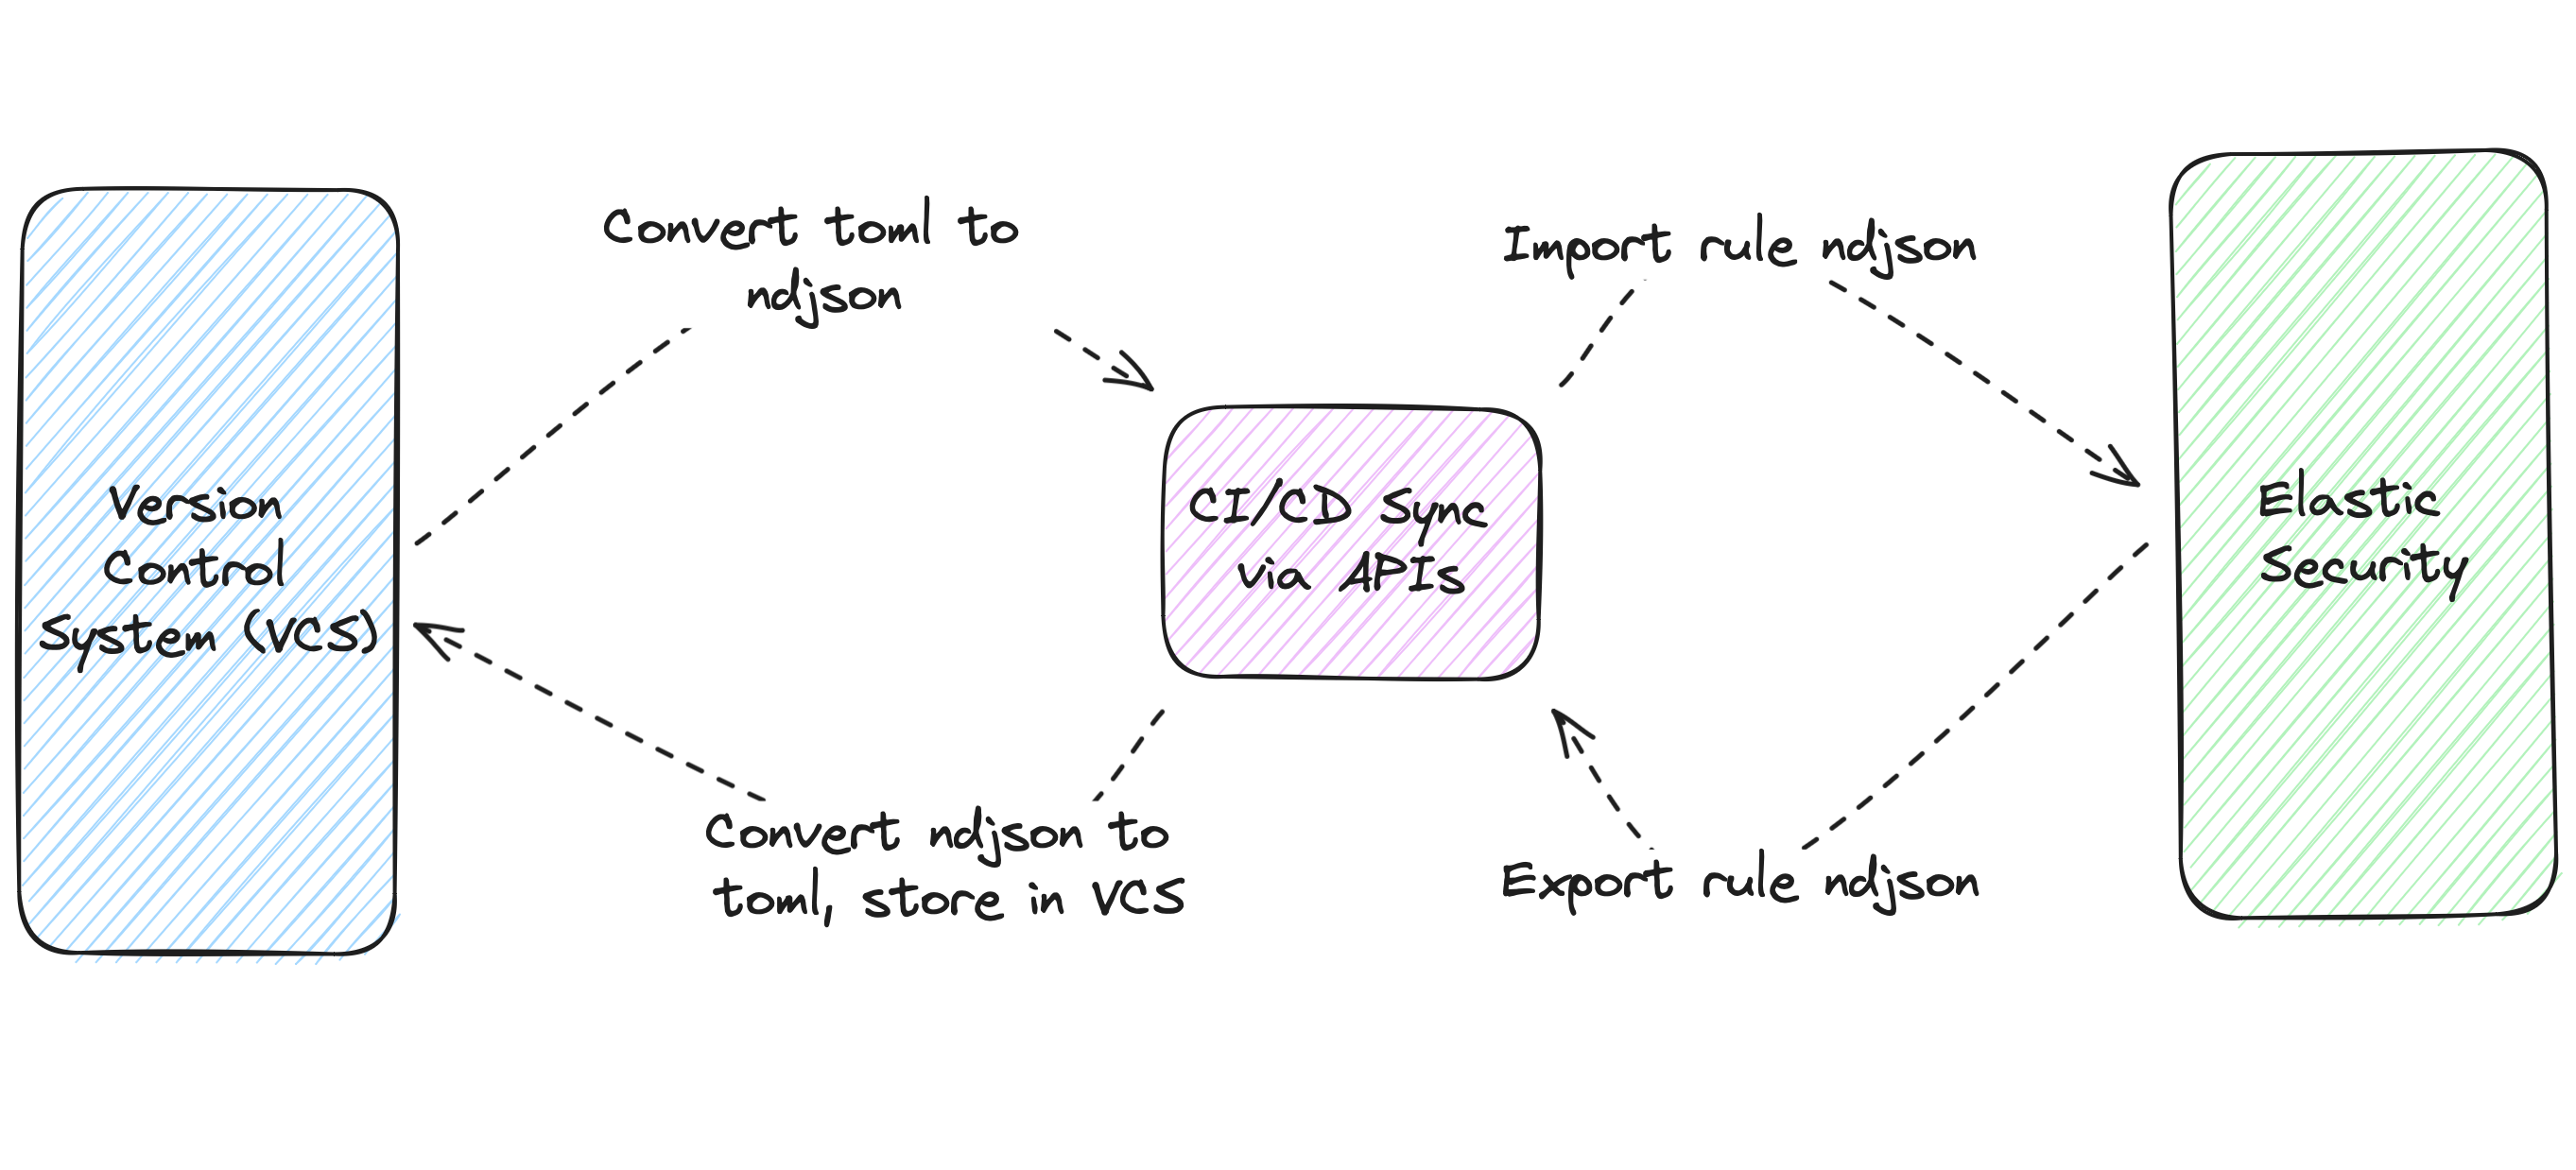 Convert toml to
ndjson
Import rule ndjson
Version
Control
System (VCS)
CI/CD Sync
via APIs
Elastic
Security
Convert ndjson to
toml, store in VCS
Export rule ndjson